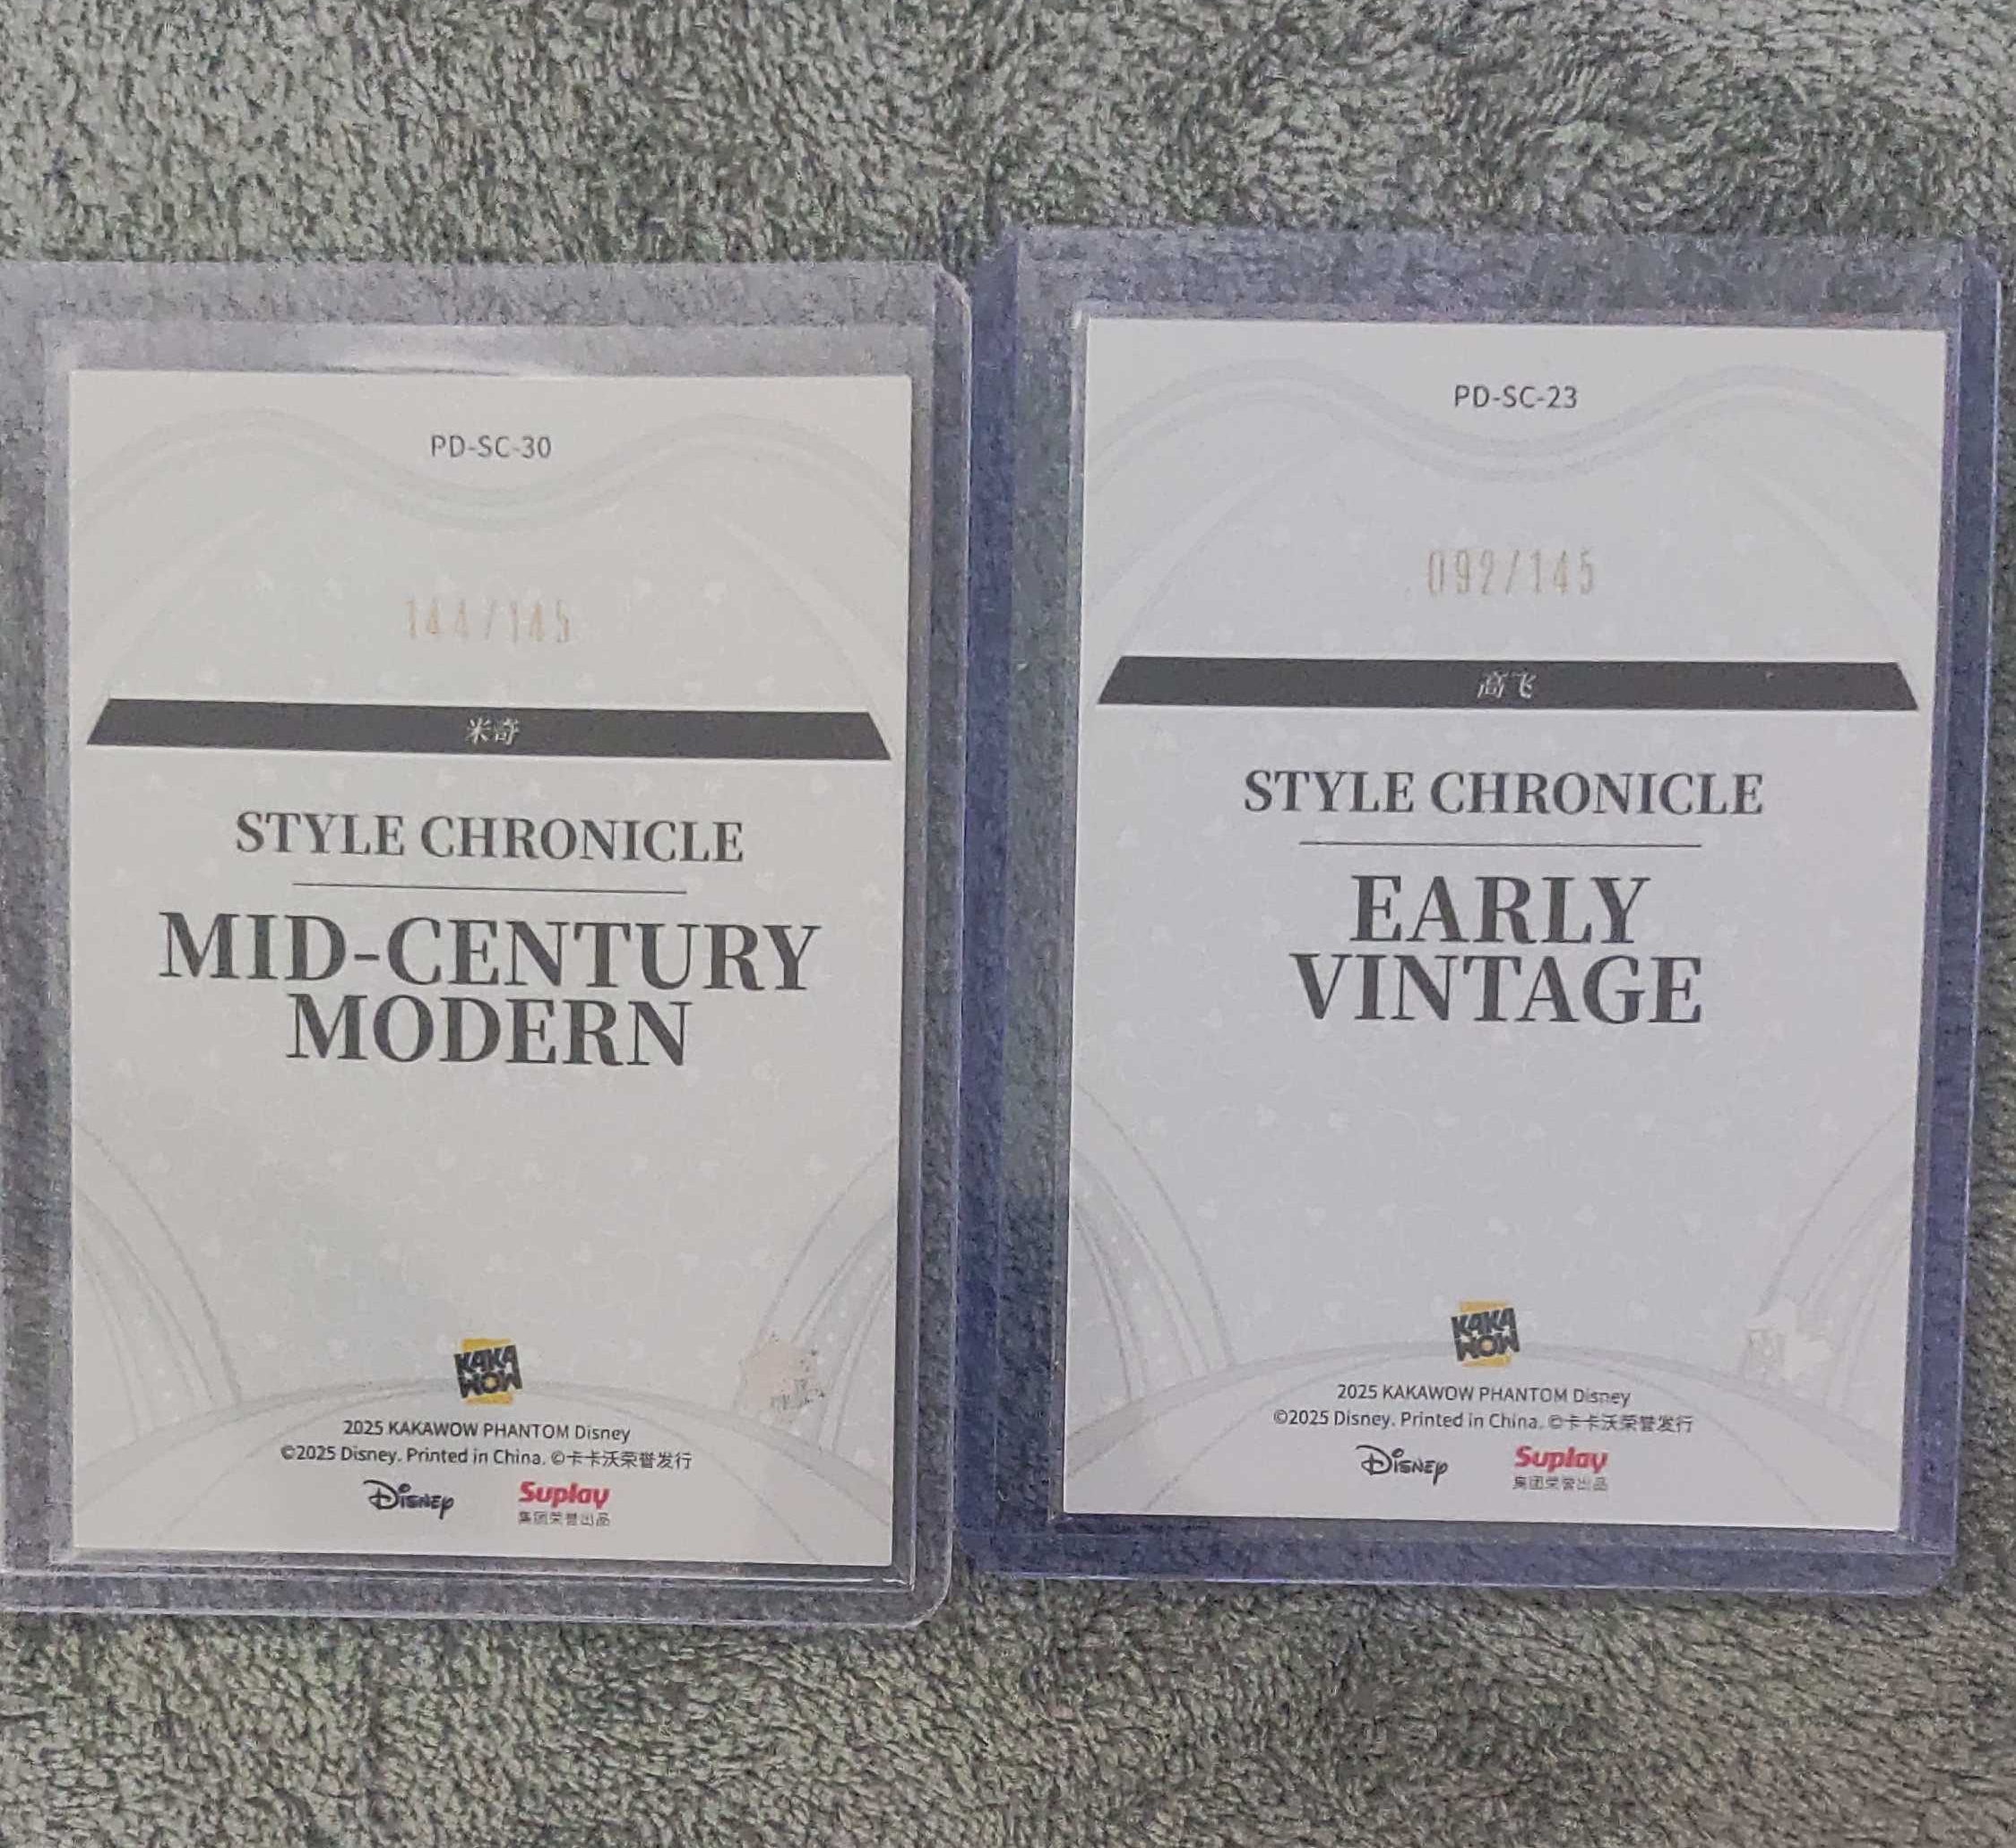 PD-SC-30
144/145
米奇
STYLE CHRONICLE
MID-CENTURY
MODERN
KAKA
WOW
2025 KAKAWOW PHANTOM Disney
©2025 Disney. Printed in China. ©卡卡沃荣誉发行
Disney
Suplay
集团荣誉出品
PD-SC-23
092/145
高飞
STYLE CHRONICLE
EARLY
VINTAGE
KAKA
WOW
2025 KAKAWOW PHANTOM Disney
©2025 Disney. Printed in China. ©卡卡沃荣誉发行
Disney
Suplay
集团荣誉出品